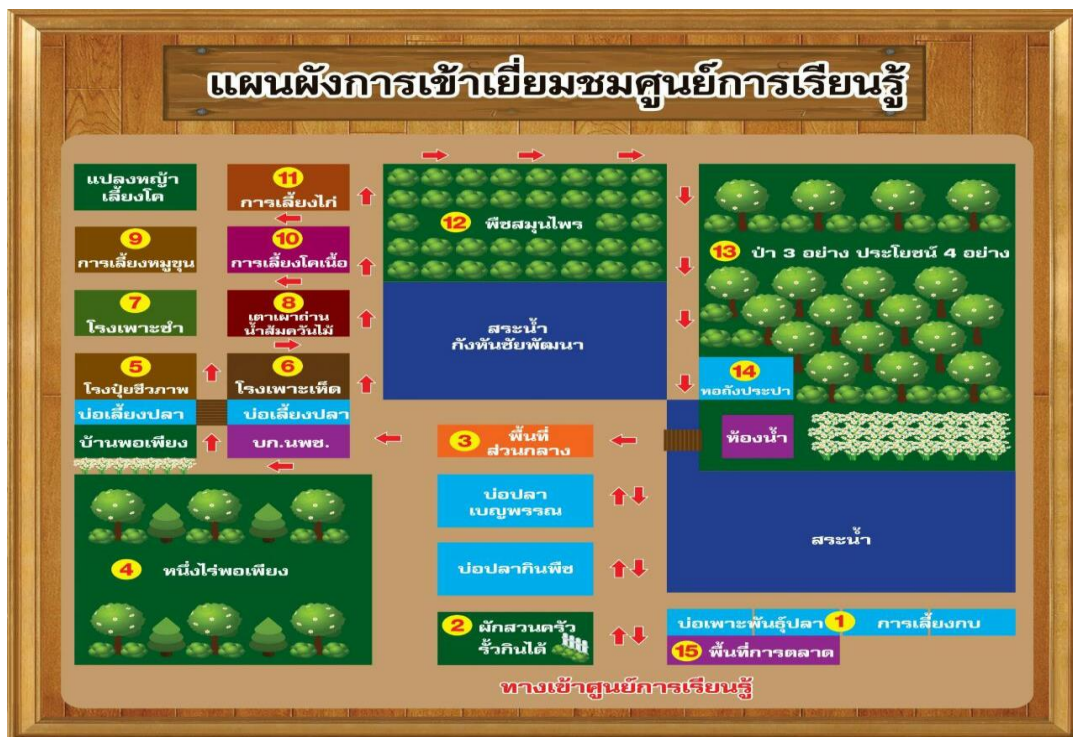 แผนผังการเข้าเยี่ยมชมศูนย์การเรียนรู้
แปลงหญ้า
เลี้ยงโค
11
การเลี้ยงไก่
9
การเลี้ยงหมูขุน
10
การเลี้ยงโคเนื้อ
7
โรงเพาะชำ
8
เตาเผาถ่าน
น้ำส้มควันไม้
5
โรงปุ๋ยชีวภาพ
6
โรงเพาะเห็ด
บ่อเลี้ยงปลา
บ่อเลี้ยงปลา
บ้านพอเพียง
บก.นพช.
4 หนึ่งไร่พอเพียง
12 พืชสมุนไพร
สระน้ำ
กังหันชัยพัฒนา
3 พื้นที่
ส่วนกลาง
บ่อปลา
เบญพรรณ
บ่อปลากินพืช
2 ผักสวนครัว
รั้วกินได้
13 ป่า 3 อย่าง ประโยชน์ 4 อย่าง
14
หอถังประปา
ห้องน้ำ
สระน้ำ
บ่อเพาะพันธุ์ปลา 1 การเลี้ยงกบ
15 พื้นที่การตลาด
ทางเข้าศูนย์การเรียนรู้